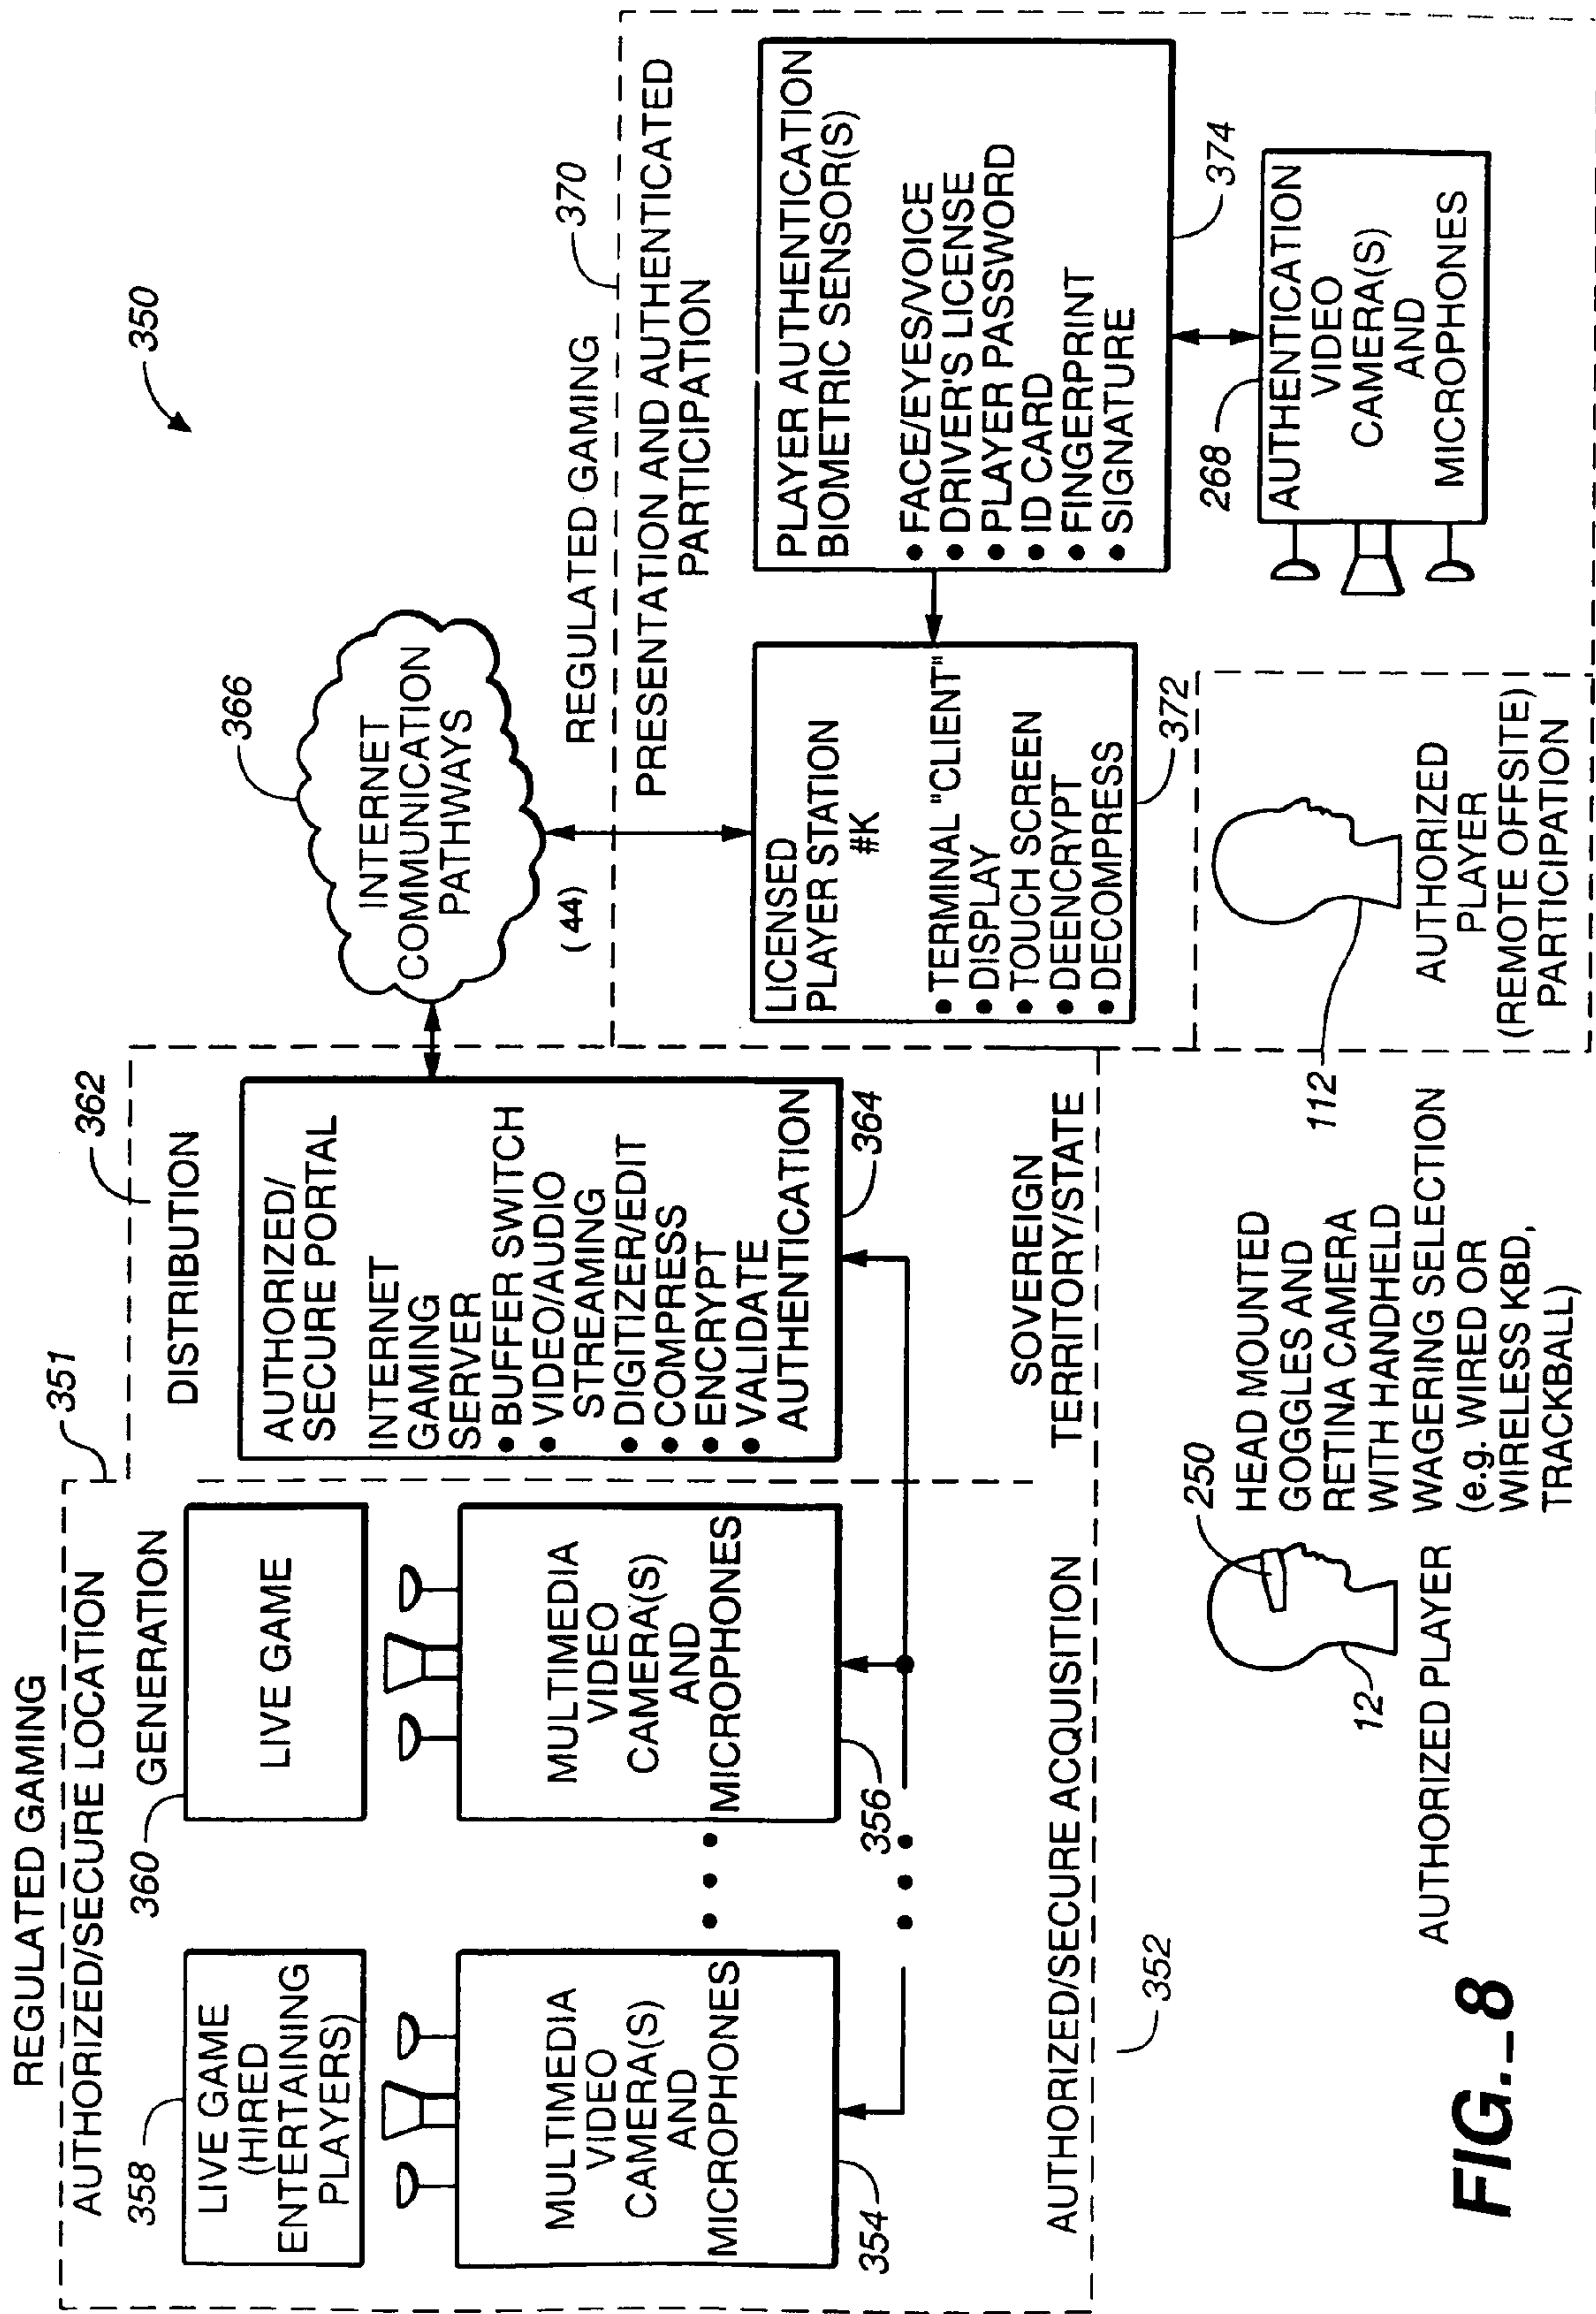 REGULATED GAMING
AUTHORIZED/SECURE LOCATION
351
358
LIVE GAME
(HIRED
ENTERTAINING
PLAYERS)
360
GENERATION
LIVE GAME
MULTIMEDIA
VIDEO
CAMERA(S)
AND
MICROPHONES
354
MULTIMEDIA
VIDEO
CAMERA(S)
AND
MICROPHONES
356
AUTHORIZED/SECURE ACQUISITION
352
362
DISTRIBUTION
AUTHORIZED/
SECURE PORTAL
INTERNET
GAMING
SERVER
• BUFFER SWITCH
• VIDEO/AUDIO
STREAMING
• DIGITIZER/EDIT
• COMPRESS
• ENCRYPT
• VALIDATE
AUTHENTICATION
364
SOVEREIGN
TERRITORY/STATE
350
366
INTERNET
COMMUNICATION
PATHWAYS
(44)
REGULATED GAMING
370
PRESENTATION AND AUTHENTICATED
PARTICIPATION
LICENSED
PLAYER STATION
#K
• TERMINAL "CLIENT"
• DISPLAY
• TOUCH SCREEN
• DEENCRYPT
• DECOMPRESS
372
PLAYER AUTHENTICATION
BIOMETRIC SENSOR(S)
• FACE/EYES/VOICE
• DRIVER'S LICENSE
• PLAYER PASSWORD
• ID CARD
• FINGERPRINT
• SIGNATURE
374
268
AUTHENTICATION
VIDEO
CAMERA(S)
AND
MICROPHONES
112
AUTHORIZED
PLAYER
(REMOTE OFFSITE)
PARTICIPATION
250
HEAD MOUNTED
GOGGLES AND
RETINA CAMERA
WITH HANDHELD
WAGERING SELECTION
(e.g. WIRED OR
WIRELESS KBD,
TRACKBALL)
12
AUTHORIZED PLAYER
FIG._8